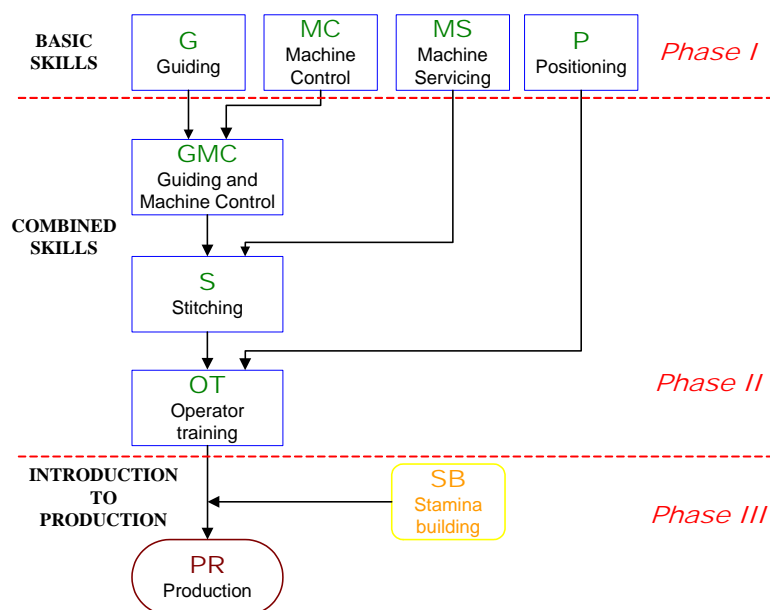 BASIC
SKILLS
G
Guiding
MC
Machine
Control
MS
Machine
Servicing
P
Positioning
Phase I
GMC
Guiding and
Machine Control
COMBINED
SKILLS
S
Stitching
OT
Operator
training
Phase II
INTRODUCTION
TO
PRODUCTION
SB
Stamina
building
Phase III
PR
Production